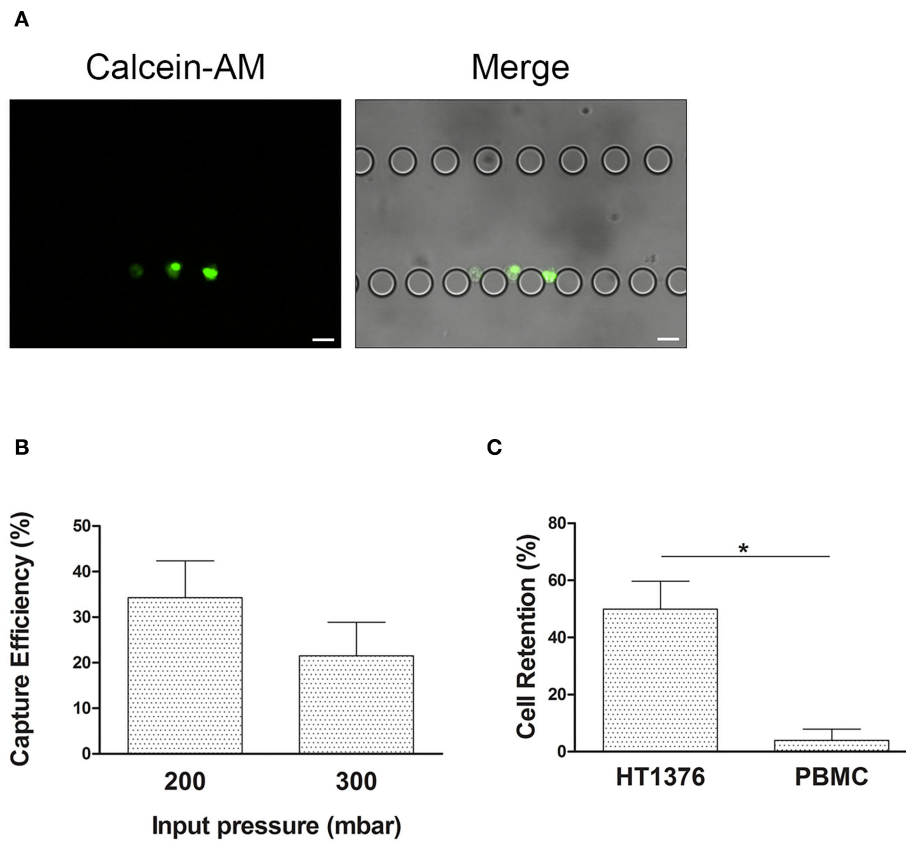 A
Calcein-AM
Merge
B
C
Capture Efficiency (%)
50
40
30
20
10
0
200
300
Input pressure (mbar)
Cell Retention (%)
80
60
40
20
0
*
HT1376
PBMC